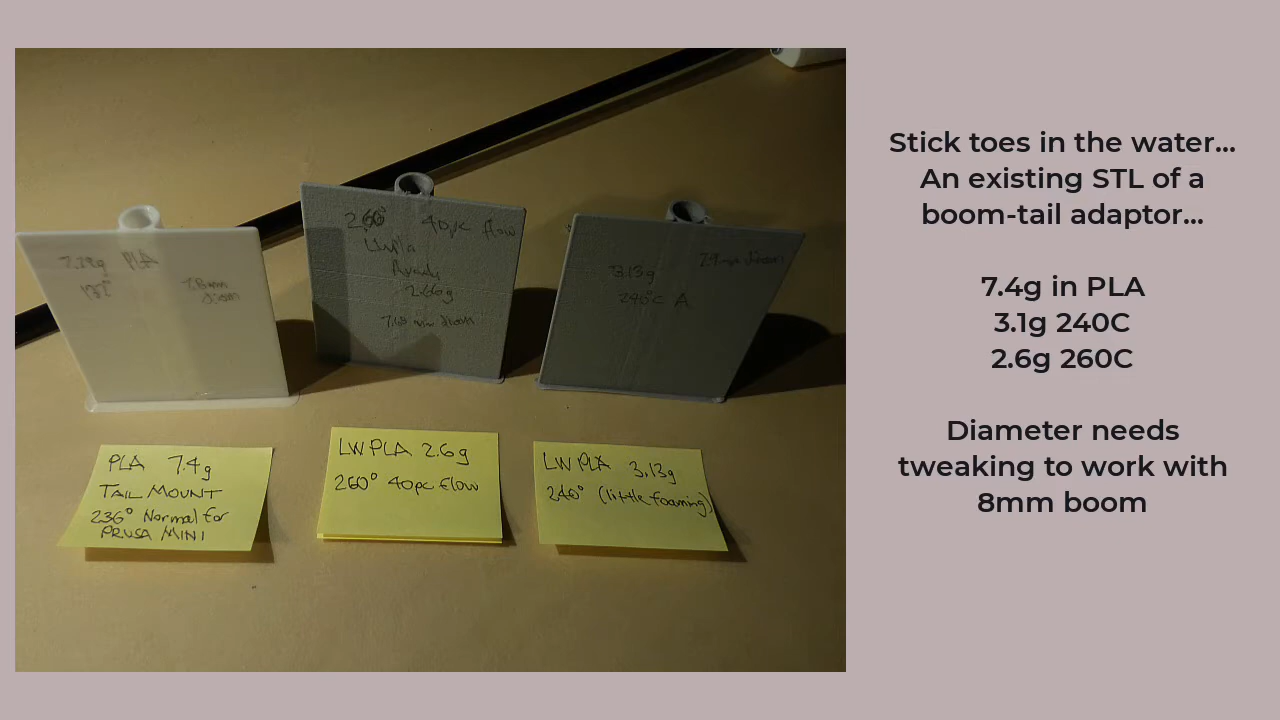 Stick toes in the water...
An existing STL of a
boom-tail adaptor...
7.4g in PLA
3.1g 240C
2.6g 260C
Diameter needs
tweaking to work with
8mm boom
PLA
260° 40pc flow
LWPla
2.60g
3.13g
240°C A
PLA 7.4g
TAIL MOUNT
236° Normal for
PRUSA MINI
LW PLA 2.6g
260° 40pc flow
LW PLA 3.13g
240° (little foaming)